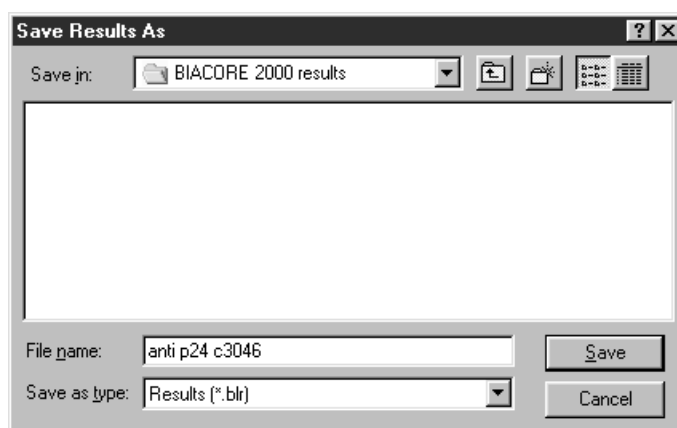 Save Results As
Save in: BIACORE 2000 results
File name: anti p24 c3046 Save
Save as type: Results (*.blr) Cancel